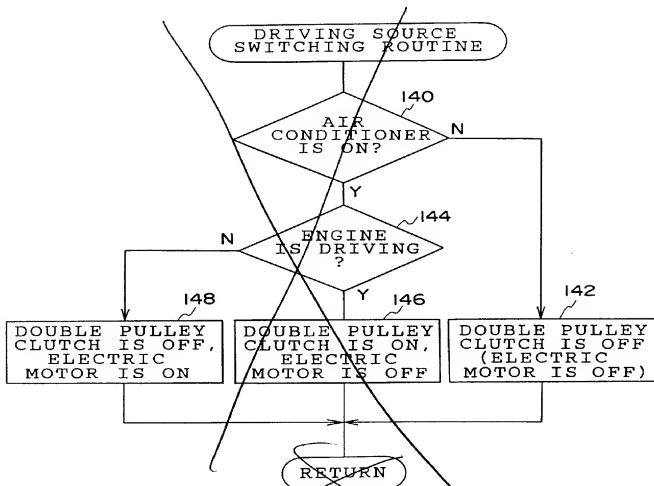 DRIVING SOURCE
SWITCHING ROUTINE
140
AIR
CONDITIONER
IS ON?
N
Y
144
ENGINE
IS DRIVING
?
N
Y
148
DOUBLE PULLEY
CLUTCH IS OFF,
ELECTRIC
MOTOR IS ON
146
DOUBLE PULLEY
CLUTCH IS ON,
ELECTRIC
MOTOR IS OFF
142
DOUBLE PULLEY
CLUTCH IS OFF
(ELECTRIC
MOTOR IS OFF)
RETURN